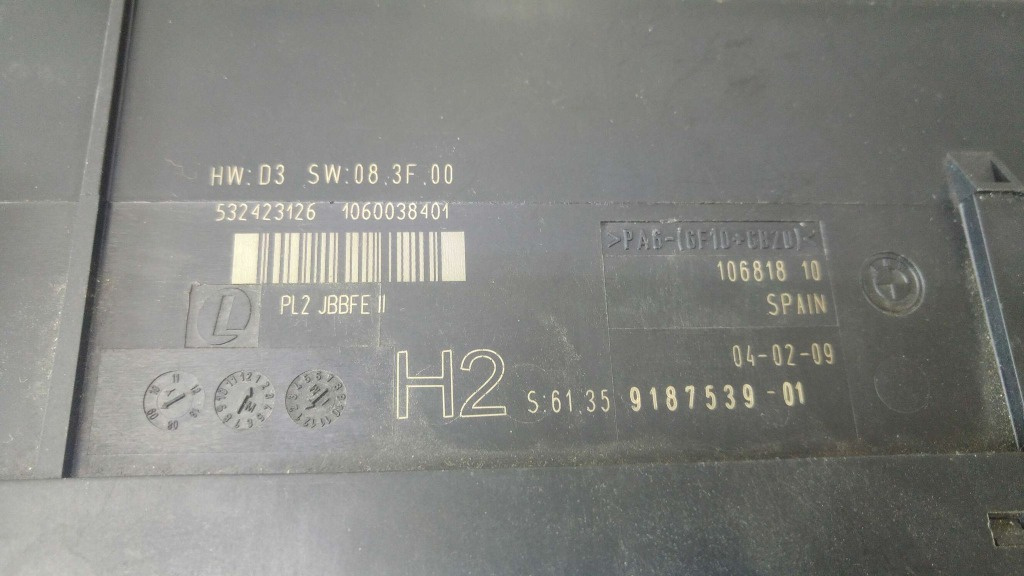 HW: D3 SW:08.3F.00
532423126 1060038401
>PA6-(GF10+GB20)<
106818 10
SPAIN
L
PL2 JBBFE II
04-02-09
H2
S:61.35 9187539-01